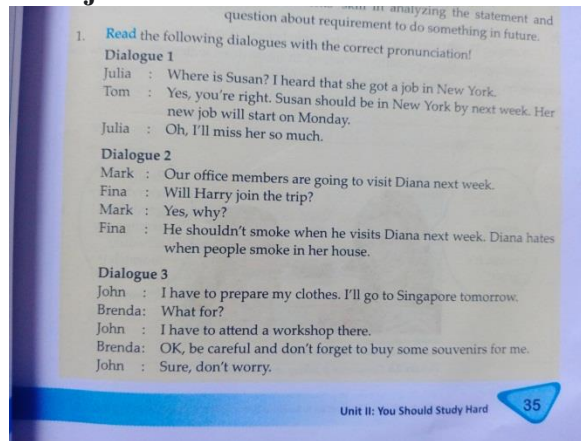 in analyzing the statement and
question about requirement to do something in future.
1. Read the following dialogues with the correct pronunciation!
Dialogue 1
Julia : Where is Susan? I heard that she got a job in New York.
Tom : Yes, you're right. Susan should be in New York by next week. Her
new job will start on Monday.
Julia : Oh, I'll miss her so much.
Dialogue 2
Mark : Our office members are going to visit Diana next week.
Fina : Will Harry join the trip?
Mark : Yes, why?
Fina : He shouldn't smoke when he visits Diana next week. Diana hates
when people smoke in her house.
Dialogue 3
John : I have to prepare my clothes. I'll go to Singapore tomorrow.
Brenda: What for?
John : I have to attend a workshop there.
Brenda: OK, be careful and don't forget to buy some souvenirs for me.
John : Sure, don't worry.
Unit II: You Should Study Hard 35